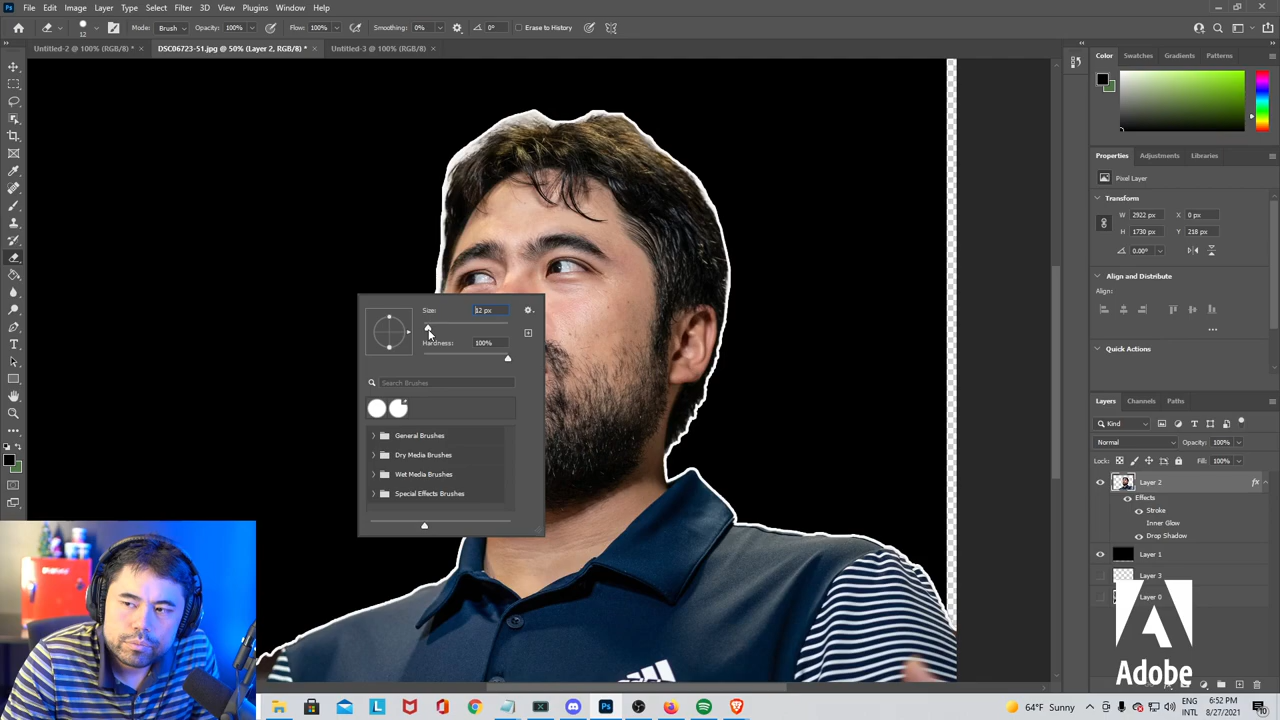 File Edit Image Layer Type Select Filter 3D View Plugins Window Help
12 Mode: Brush Opacity: 100% Flow: 100% Smoothing: 0% 0° Erase to History
Untitled-2 @ 100% (RGB/8) * × DSC06723-51.jpg @ 50% (Layer 2, RGB/8) * × Untitled-3 @ 100% (RGB/8) ×
Color Swatches Gradients Patterns
Properties Adjustments Libraries
Pixel Layer
Transform
W 2922 px X 0 px
H 1730 px Y 218 px
0.00°
Align and Distribute
Align:
Quick Actions
Size: 12 px
Hardness: 100%
Search Brushes
General Brushes
Dry Media Brushes
Wet Media Brushes
Special Effects Brushes
Layers Channels Paths
Kind
Normal Opacity: 100%
Lock: Fill: 100%
Layer 2 fx
Effects
Stroke
Inner Glow
Drop Shadow
Layer 1
Layer 3
Layer 0
Adobe
64°F Sunny
ENG
INTL
6:52 PM
8/27/2021